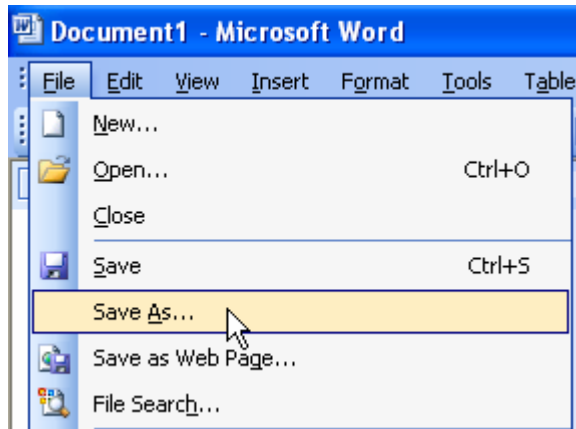 Document1 - Microsoft Word
File Edit View Insert Format Tools Table
New...
Open... Ctrl+O
Close
Save Ctrl+S
Save As...
Save as Web Page...
File Search...